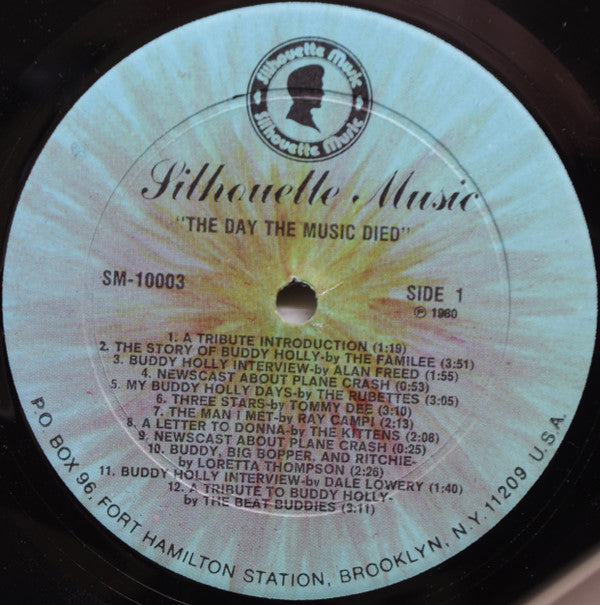 Silhouette Music
Silhouette Music
Silhouette Music
"THE DAY THE MUSIC DIED"
SM-10003
SIDE 1
℗ 1980
1. A TRIBUTE INTRODUCTION (1:19)
2. THE STORY OF BUDDY HOLLY-by THE FAMILEE (3:51)
3. BUDDY HOLLY INTERVIEW-by ALAN FREED (1:55)
4. NEWSCAST ABOUT PLANE CRASH (0:53)
5. MY BUDDY HOLLY DAYS-by THE RUBETTES (3:05)
6. THREE STARS-by TOMMY DEE (3:10)
7. THE MAN I MET-by RAY CAMPI (2:13)
8. A LETTER TO DONNA-by THE KITTENS (2:08)
9. NEWSCAST ABOUT PLANE CRASH (0:25)
10. BUDDY, BIG BOPPER, AND RITCHIE-
by LORETTA THOMPSON (2:26)
11. BUDDY HOLLY INTERVIEW-by DALE LOWERY (1:40)
12. A TRIBUTE TO BUDDY HOLLY-
by THE BEAT BUDDIES (3:11)
P.O. BOX 96, FORT HAMILTON STATION, BROOKLYN, N.Y. 11209 U.S.A.